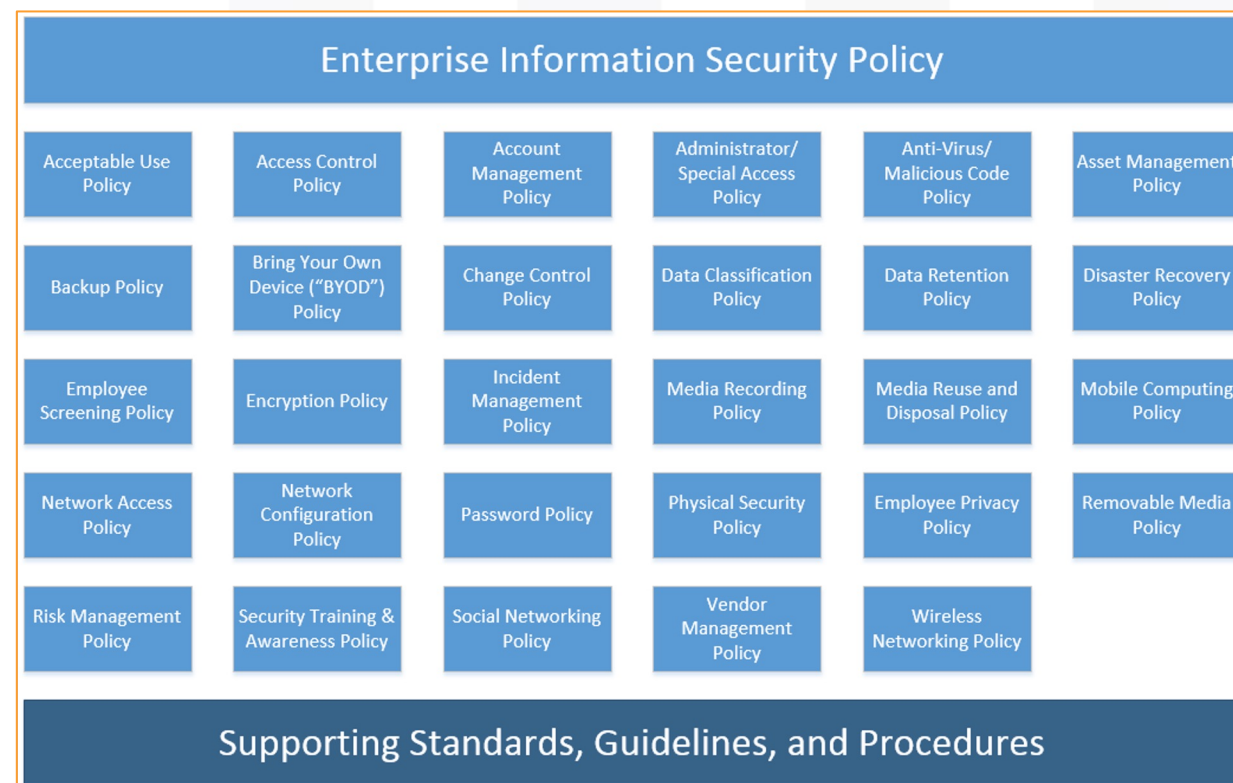 Enterprise Information Security Policy
Acceptable Use
Policy
Access Control
Policy
Account
Management
Policy
Administrator/
Special Access
Policy
Anti-Virus/
Malicious Code
Policy
Asset Management
Policy
Backup Policy
Bring Your Own
Device (“BYOD”)
Policy
Change Control
Policy
Data Classification
Policy
Data Retention
Policy
Disaster Recovery
Policy
Employee
Screening Policy
Encryption Policy
Incident
Management
Policy
Media Recording
Policy
Media Reuse and
Disposal Policy
Mobile Computing
Policy
Network Access
Policy
Network
Configuration
Policy
Password Policy
Physical Security
Policy
Employee Privacy
Policy
Removable Media
Policy
Risk Management
Policy
Security Training &
Awareness Policy
Social Networking
Policy
Vendor
Management
Policy
Wireless
Networking Policy
Supporting Standards, Guidelines, and Procedures